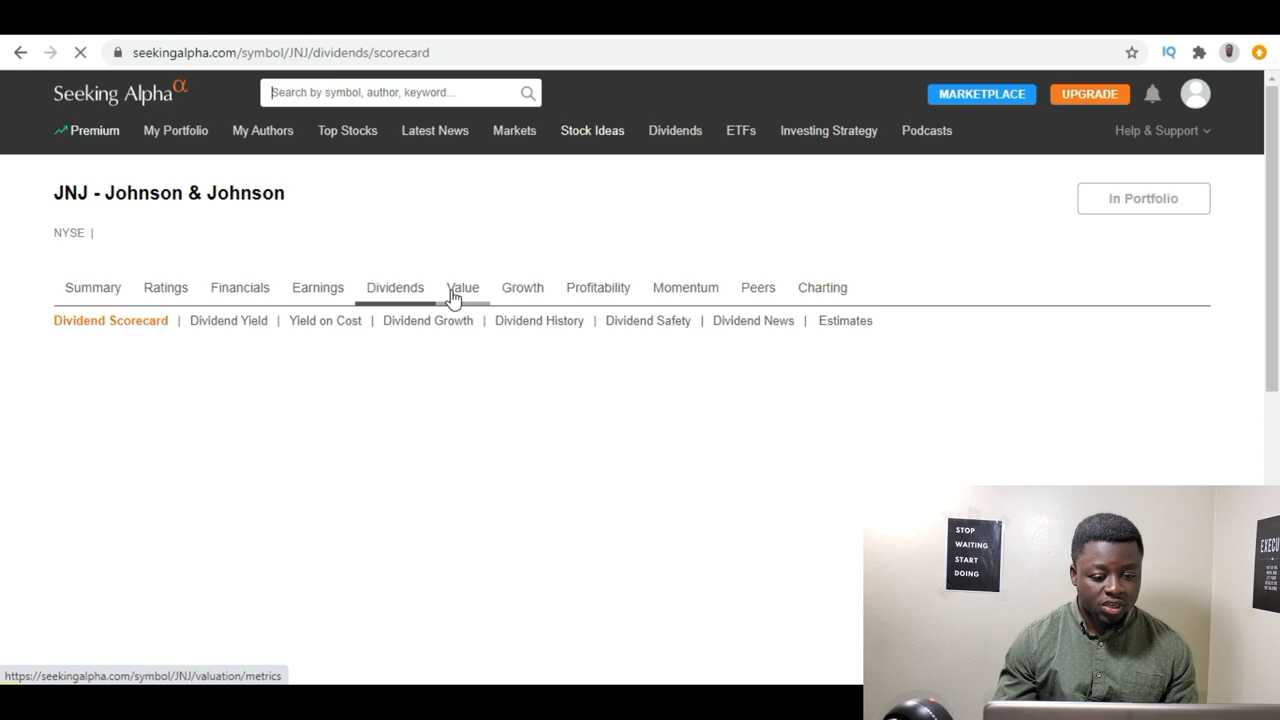 seekingalpha.com/symbol/JNJ/dividends/scorecard
IQ
Seeking Alpha α
Search by symbol, author, keyword...
MARKETPLACE
UPGRADE
Premium
My Portfolio
My Authors
Top Stocks
Latest News
Markets
Stock Ideas
Dividends
ETFs
Investing Strategy
Podcasts
Help & Support
JNJ - Johnson & Johnson
In Portfolio
NYSE |
Summary
Ratings
Financials
Earnings
Dividends
Value
Growth
Profitability
Momentum
Peers
Charting
Dividend Scorecard | Dividend Yield | Yield on Cost | Dividend Growth | Dividend History | Dividend Safety | Dividend News | Estimates
STOP
WAITING
START
DOING
https://seekingalpha.com/symbol/JNJ/valuation/metrics